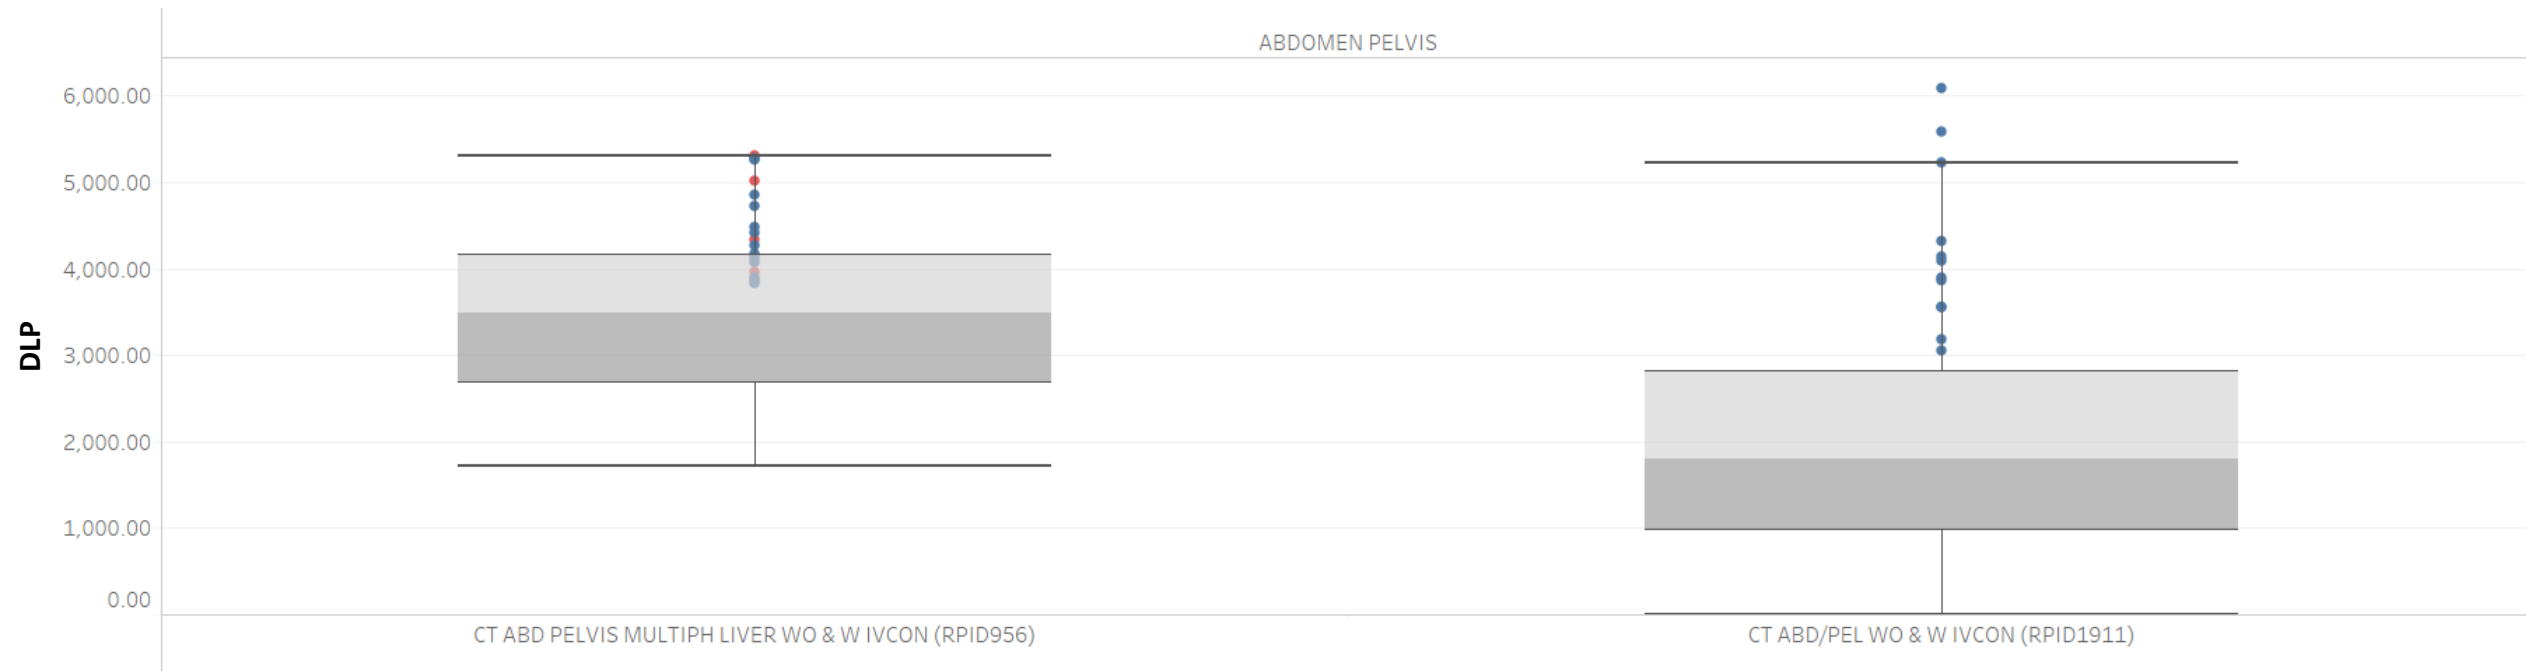 ABDOMEN PELVIS
6,000.00
5,000.00
4,000.00
3,000.00
2,000.00
1,000.00
0.00
DLP
CT ABD PELVIS MULTIPH LIVER WO & W IVCON (RPID956)
CT ABD/PEL WO & W IVCON (RPID1911)